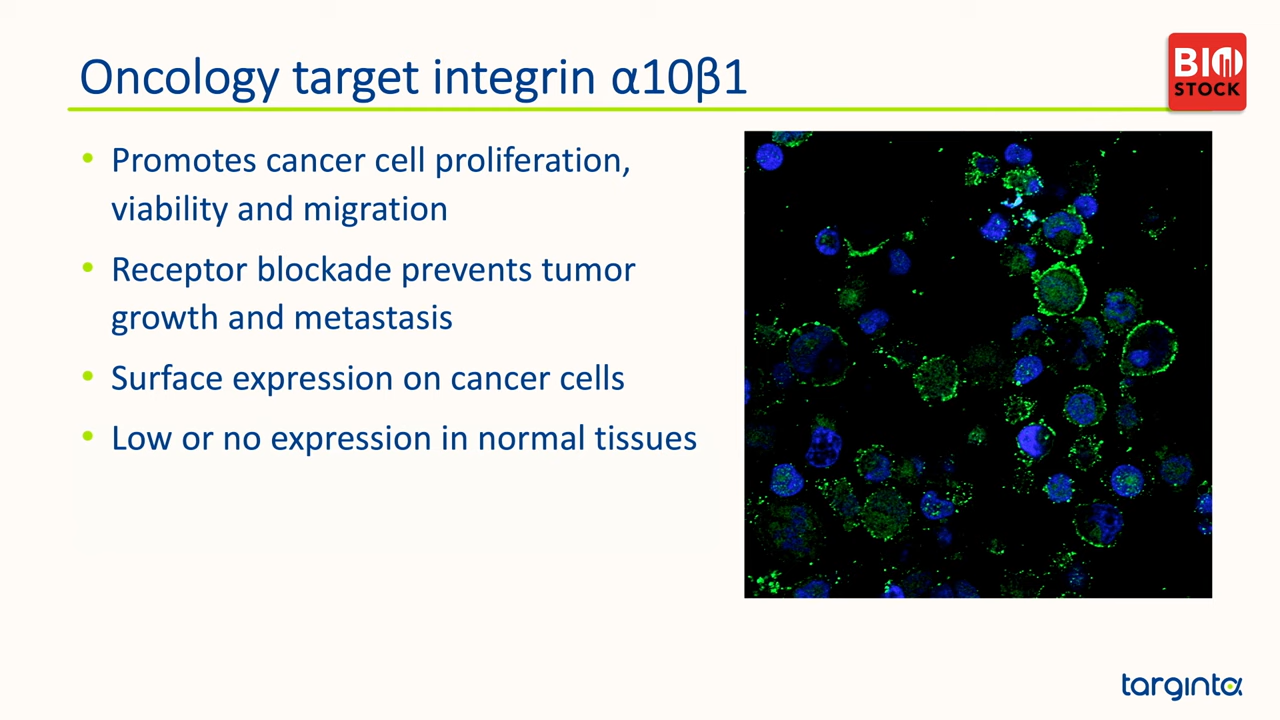 Oncology target integrin α10β1
BIO
STOCK
• Promotes cancer cell proliferation,
viability and migration
• Receptor blockade prevents tumor
growth and metastasis
• Surface expression on cancer cells
• Low or no expression in normal tissues
targinta